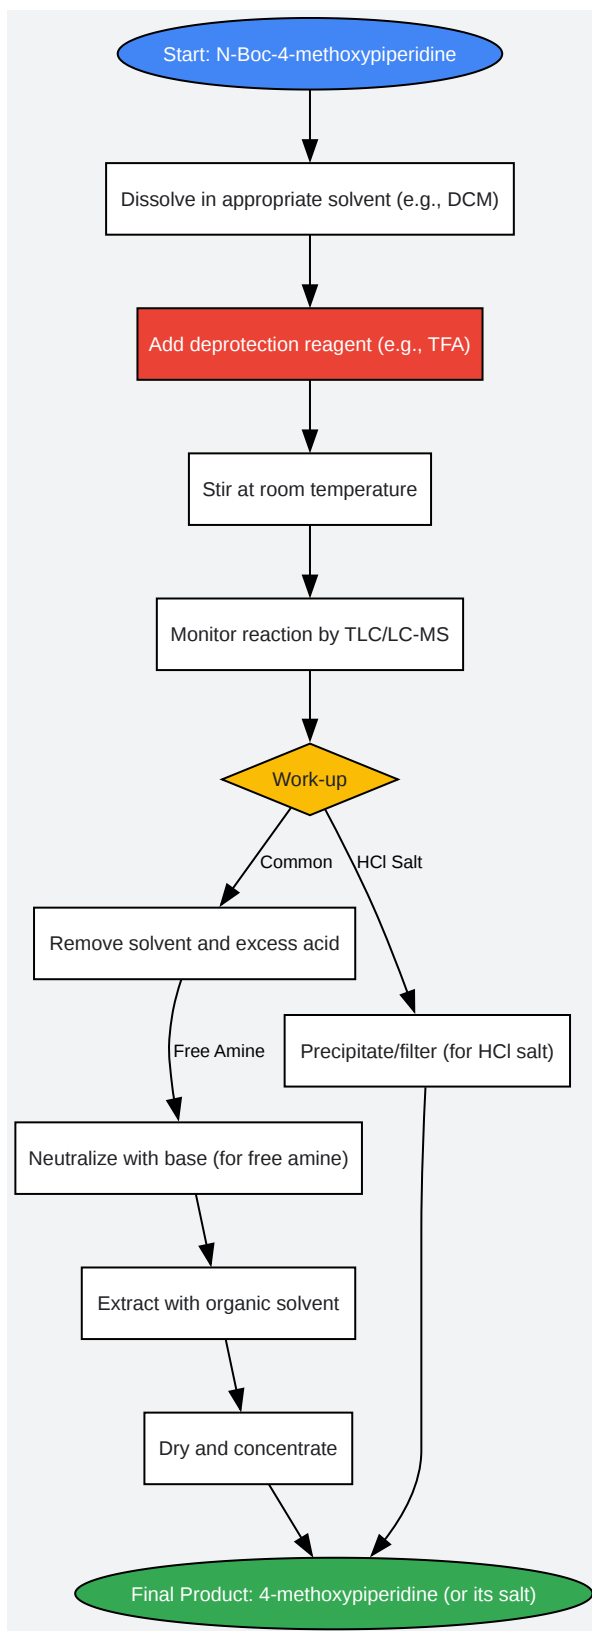 Start: N-Boc-4-methoxypiperidine
Dissolve in appropriate solvent (e.g., DCM)
Add deprotection reagent (e.g., TFA)
Stir at room temperature
Monitor reaction by TLC/LC-MS
Work-up
Common
HCl Salt
Remove solvent and excess acid
Free Amine
Precipitate/filter (for HCl salt)
Neutralize with base (for free amine)
Extract with organic solvent
Dry and concentrate
Final Product: 4-methoxypiperidine (or its salt)